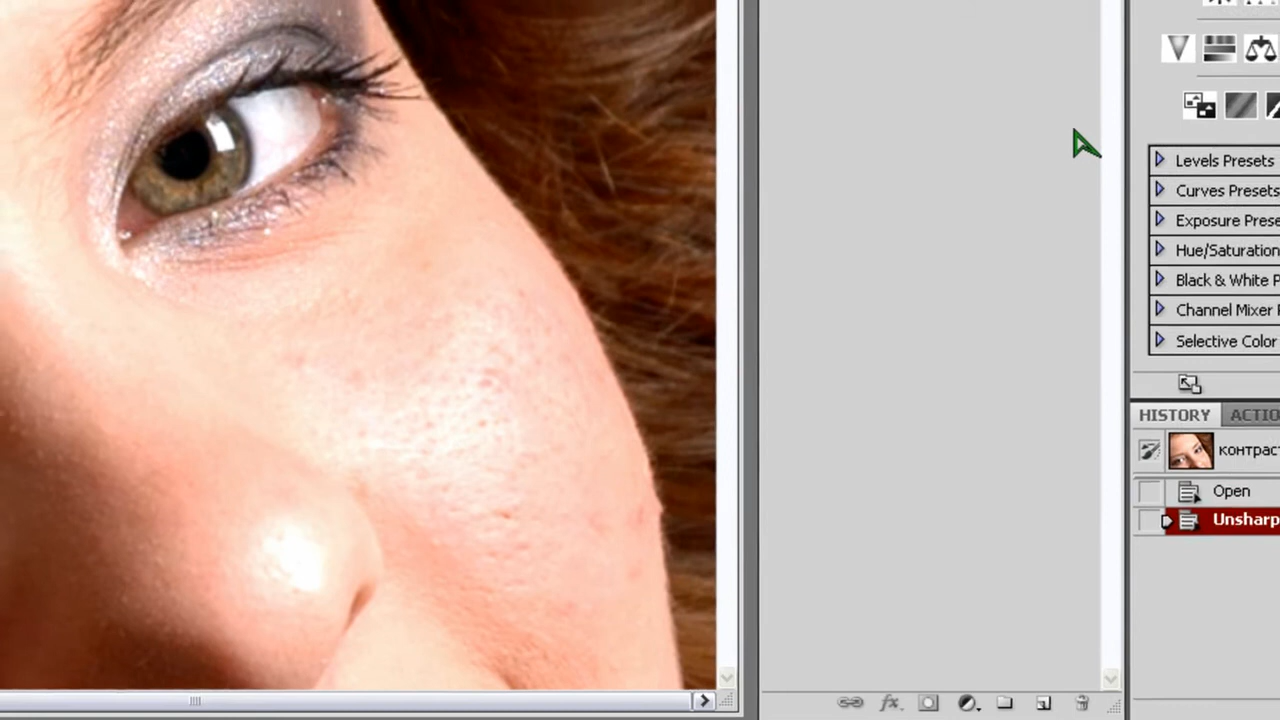 Levels Presets
Curves Presets
Exposure Prese
Hue/Saturation
Black & White P
Channel Mixer
Selective Color
HISTORY
ACTIO
контраст
Open
Unsharp
fx